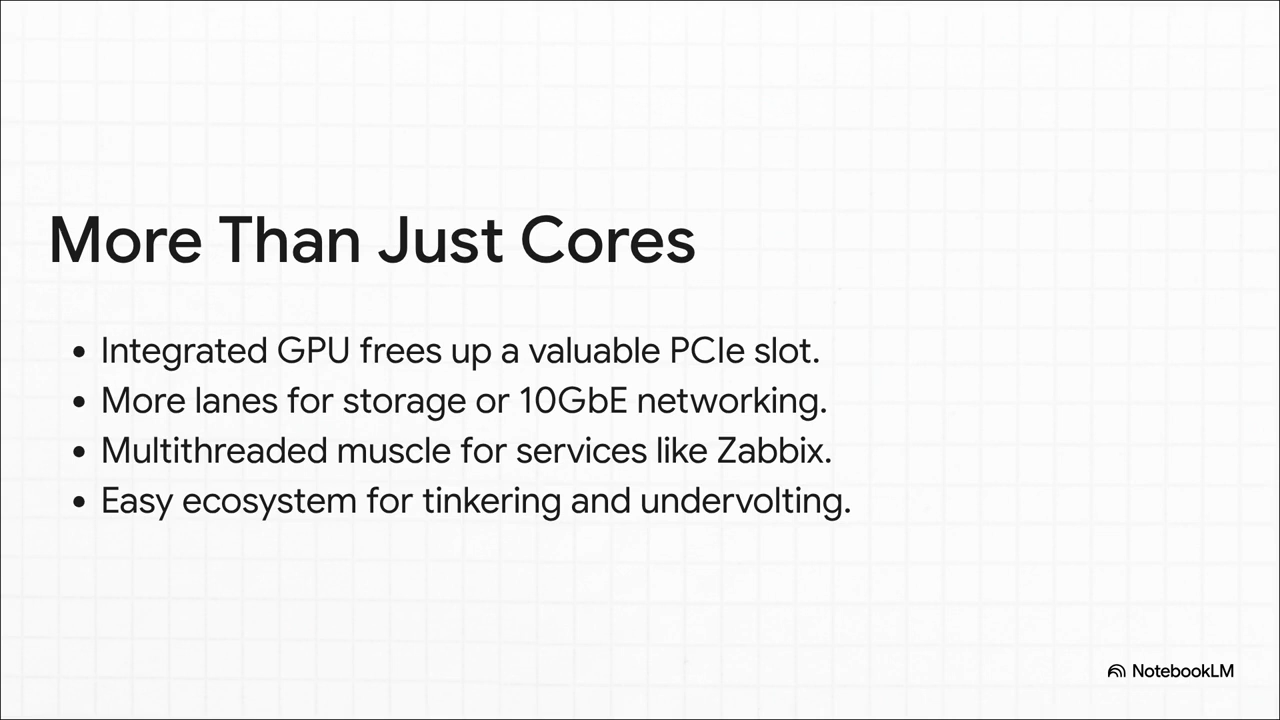 More Than Just Cores
• Integrated GPU frees up a valuable PCIe slot.
• More lanes for storage or 10GbE networking.
• Multithreaded muscle for services like Zabbix.
• Easy ecosystem for tinkering and undervolting.
NotebookLM